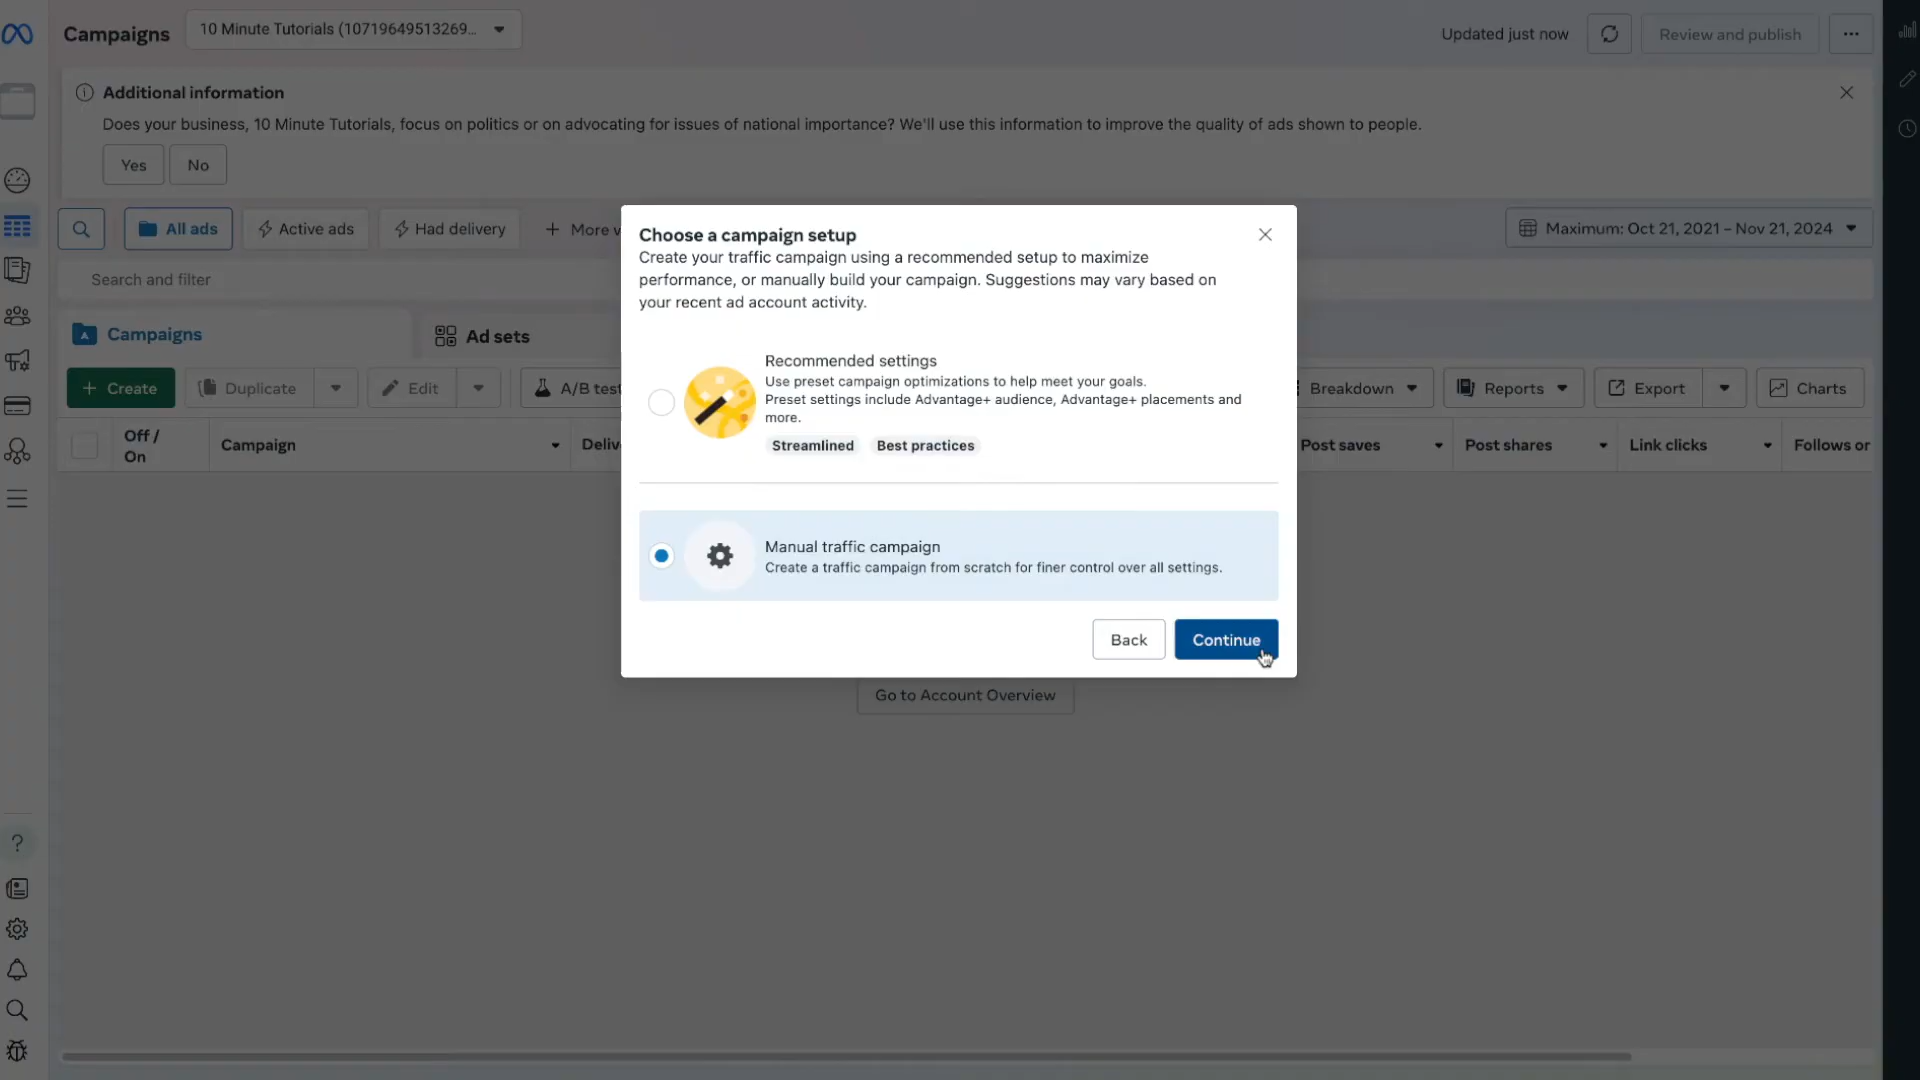 Campaigns
10 Minute Tutorials (10719649513269...
Updated just now
Review and publish
Additional information
Does your business, 10 Minute Tutorials, focus on politics or on advocating for issues of national importance? We'll use this information to improve the quality of ads shown to people.
Yes
No
All ads
Active ads
Had delivery
+ More
Maximum: Oct 21, 2021 – Nov 21, 2024
Search and filter
Campaigns
Ad sets
+ Create
Duplicate
Edit
A/B test
Breakdown
Reports
Export
Charts
Off /
On
Campaign
Deliv
Post saves
Post shares
Link clicks
Follows or
Choose a campaign setup
Create your traffic campaign using a recommended setup to maximize
performance, or manually build your campaign. Suggestions may vary based on
your recent ad account activity.
Recommended settings
Use preset campaign optimizations to help meet your goals.
Preset settings include Advantage+ audience, Advantage+ placements and
more.
Streamlined
Best practices
Manual traffic campaign
Create a traffic campaign from scratch for finer control over all settings.
Back
Continue
Go to Account Overview